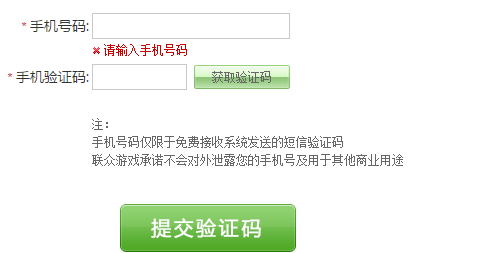 * 手机号码:
× 请输入手机号码
* 手机验证码: 获取验证码
注：
手机号码仅限于免费接收系统发送的短信验证码
联众游戏承诺不会对外泄露您的手机号及用于其他商业用途
提交验证码